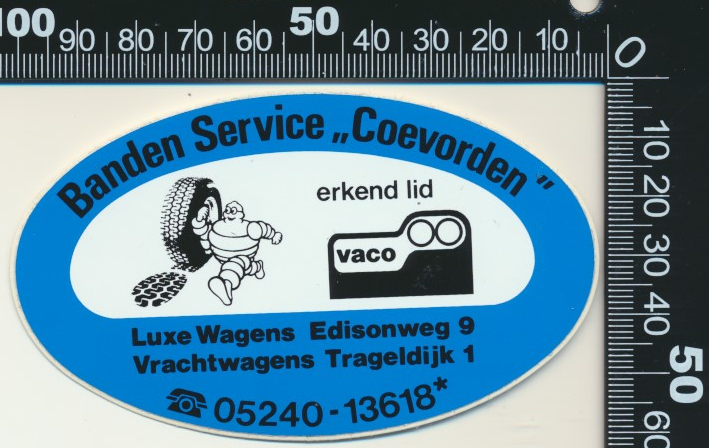 100 90 80 70 60 50 40 30 20 10 0
10 20 30 40 50 60
Banden Service „Coevorden”
erkend lid
vaco
Luxe Wagens Edisonweg 9
Vrachtwagens Trageldijk 1
☎ 05240-13618*